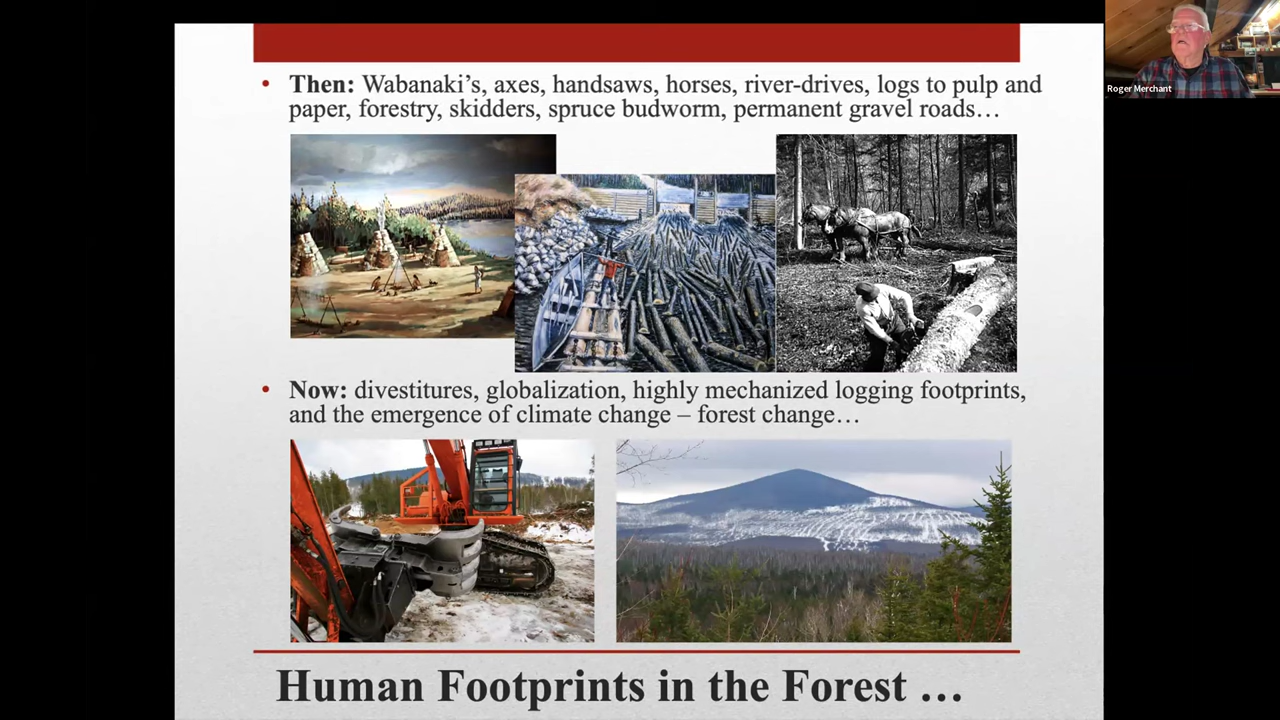 Roger Merchant
• Then: Wabanaki’s, axes, handsaws, horses, river-drives, logs to pulp and
paper, forestry, skidders, spruce budworm, permanent gravel roads…
• Now: divestitures, globalization, highly mechanized logging footprints,
and the emergence of climate change – forest change…
Human Footprints in the Forest …